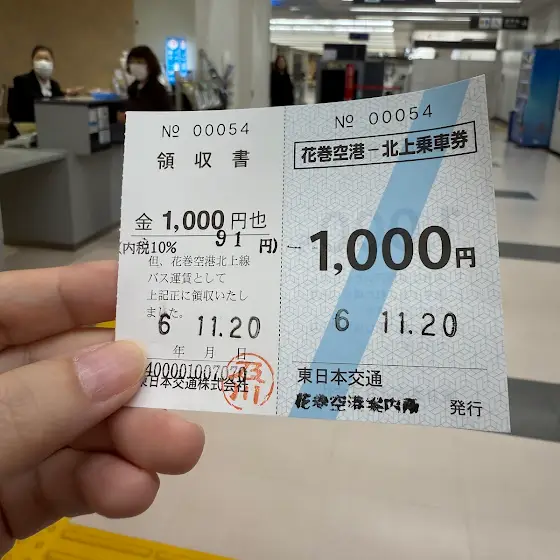 № 00054
領収書
金 1,000 円也
(内税10% 91 円)
但、花巻空港北上線
バス運賃として
上記正に領収いたし
ました。
6 11.20
年 月 日
400001007070
東日本交通株式会社
№ 00054
花巻空港－北上乗車券
1,000円
6 11.20
東日本交通
花巻空港案内所 発行